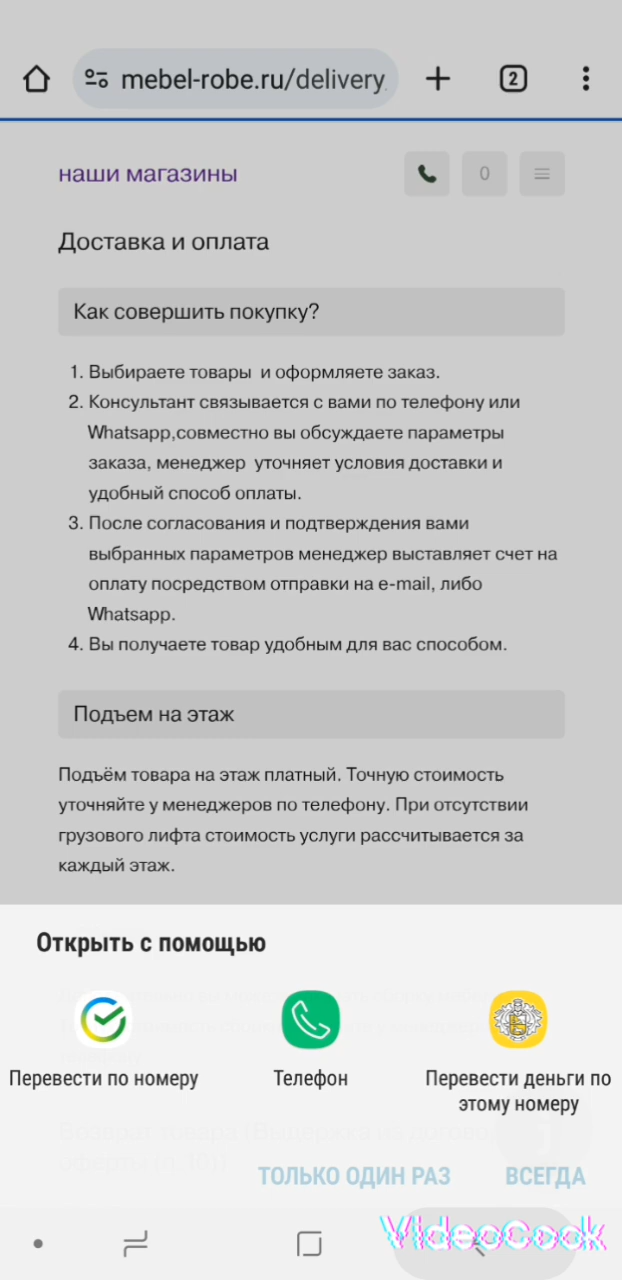 mebel-robe.ru/delivery
2
наши магазины
0
Доставка и оплата
Как совершить покупку?
1. Выбираете товары и оформляете заказ.
2. Консультант связывается с вами по телефону или
Whatsapp,совместно вы обсуждаете параметры
заказа, менеджер уточняет условия доставки и
удобный способ оплаты.
3. После согласования и подтверждения вами
выбранных параметров менеджер выставляет счет на
оплату посредством отправки на e-mail, либо
Whatsapp.
4. Вы получаете товар удобным для вас способом.
Подъем на этаж
Подъём товара на этаж платный. Точную стоимость
уточняйте у менеджеров по телефону. При отсутствии
грузового лифта стоимость услуги рассчитывается за
каждый этаж.
Открыть с помощью
Перевести по номеру
Телефон
Перевести деньги по
этому номеру
ТОЛЬКО ОДИН РАЗ
ВСЕГДА
VideoCook